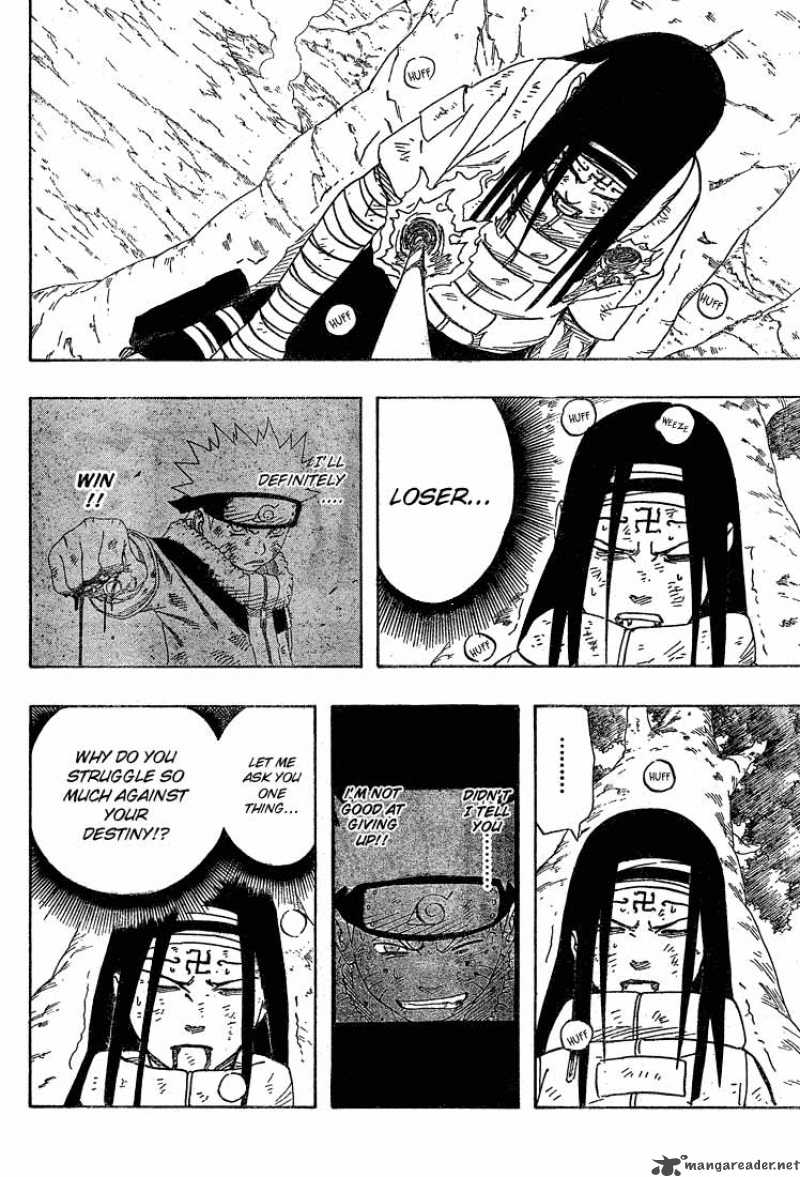 HUFF
HUFF
HUFF
HUFF
WEEZE
LOSER...
HUFF
I'LL
DEFINITELY
....
WIN
!!
..........
HUFF
HUFF
DIDN'T
I TELL
YOU
..........
I'M NOT
GOOD AT
GIVING
UP!!
LET ME
ASK YOU
ONE
THING...
WHY DO YOU
STRUGGLE SO
MUCH AGAINST
YOUR
DESTINY!?
mangareader.net